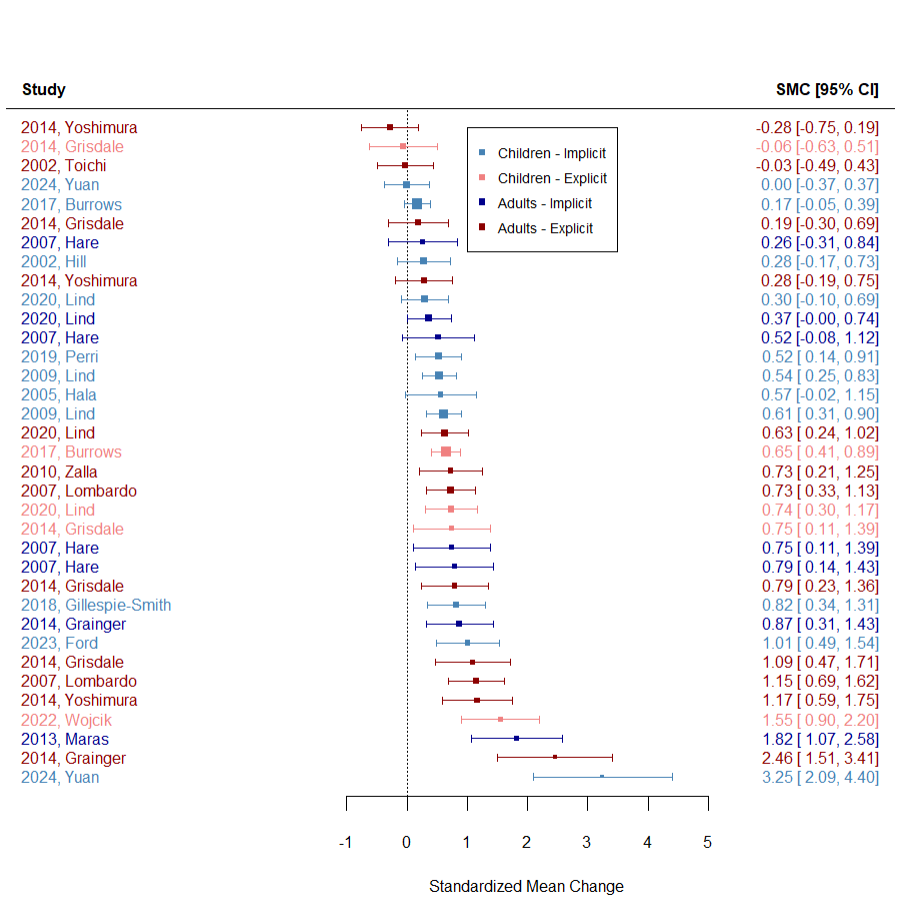 Study SMC [95% CI]
2014, Yoshimura -0.28 [-0.75, 0.19]
2014, Grisdale -0.06 [-0.63, 0.51]
2002, Toichi -0.03 [-0.49, 0.43]
Children - Implicit
2024, Yuan 0.00 [-0.37, 0.37]
Children - Explicit
2017, Burrows 0.17 [-0.05, 0.39]
Adults - Implicit
2014, Grisdale 0.19 [-0.30, 0.69]
Adults - Explicit
2007, Hare 0.26 [-0.31, 0.84]
2002, Hill 0.28 [-0.17, 0.73]
2014, Yoshimura 0.28 [-0.19, 0.75]
2020, Lind 0.30 [-0.10, 0.69]
2020, Lind 0.37 [-0.00, 0.74]
2007, Hare 0.52 [-0.08, 1.12]
2019, Perri 0.52 [ 0.14, 0.91]
2009, Lind 0.54 [ 0.25, 0.83]
2005, Hala 0.57 [-0.02, 1.15]
2009, Lind 0.61 [ 0.31, 0.90]
2020, Lind 0.63 [ 0.24, 1.02]
2017, Burrows 0.65 [ 0.41, 0.89]
2010, Zalla 0.73 [ 0.21, 1.25]
2007, Lombardo 0.73 [ 0.33, 1.13]
2020, Lind 0.74 [ 0.30, 1.17]
2014, Grisdale 0.75 [ 0.11, 1.39]
2007, Hare 0.75 [ 0.11, 1.39]
2007, Hare 0.79 [ 0.14, 1.43]
2014, Grisdale 0.79 [ 0.23, 1.36]
2018, Gillespie-Smith 0.82 [ 0.34, 1.31]
2014, Grainger 0.87 [ 0.31, 1.43]
2023, Ford 1.01 [ 0.49, 1.54]
2014, Grisdale 1.09 [ 0.47, 1.71]
2007, Lombardo 1.15 [ 0.69, 1.62]
2014, Yoshimura 1.17 [ 0.59, 1.75]
2022, Wojcik 1.55 [ 0.90, 2.20]
2013, Maras 1.82 [ 1.07, 2.58]
2014, Grainger 2.46 [ 1.51, 3.41]
2024, Yuan 3.25 [ 2.09, 4.40]
-1 0 1 2 3 4 5
Standardized Mean Change